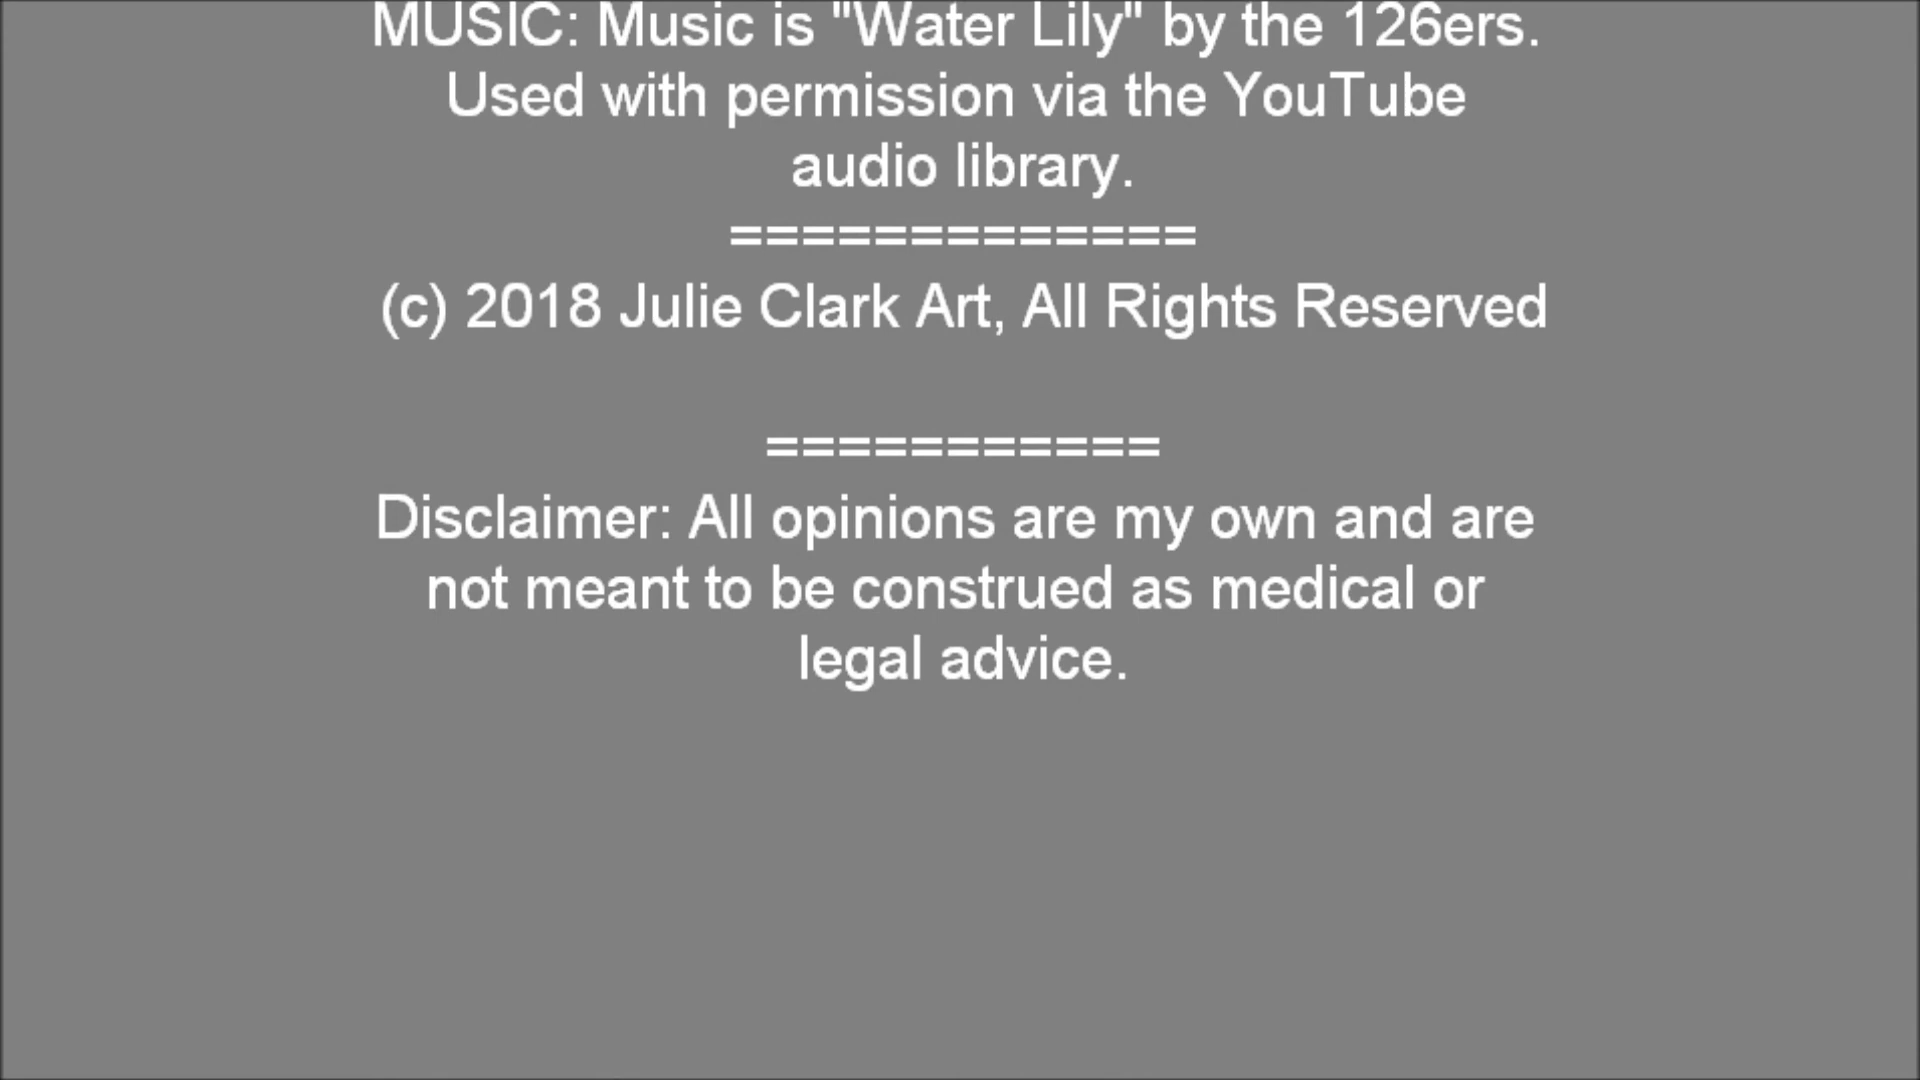 MUSIC: Music is "Water Lily" by the 126ers.
Used with permission via the YouTube
audio library.
=============
(c) 2018 Julie Clark Art, All Rights Reserved
===========
Disclaimer: All opinions are my own and are
not meant to be construed as medical or
legal advice.